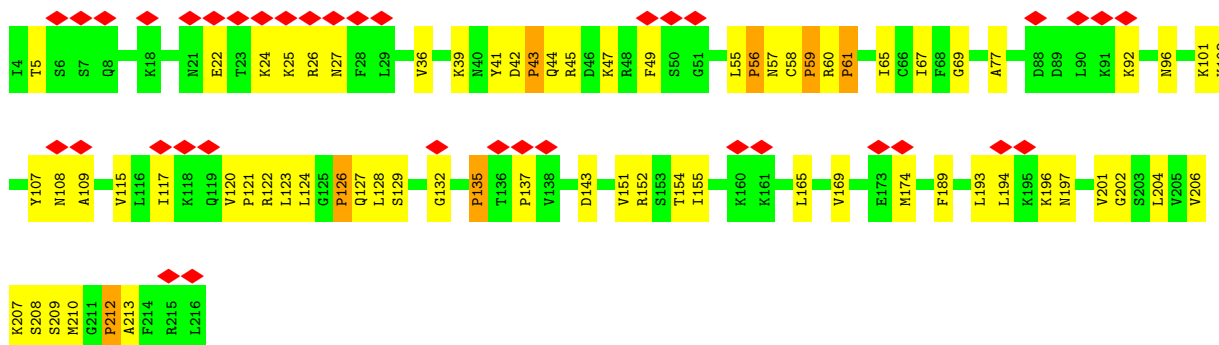 I4 T5 S6 S7 Q8 K18 N21 E22 T23 K24 K25 R26 N27 F28 L29 V36 K39 N40 Y41 D42 P43 Q44 R45 D46 K47 R48 F49 S50 G51 L55 P56 N57 C58 P59 R60 P61 I65 C66 I67 F68 G69 A77 D88 D89 L90 K91 K92 N96 K101
Y107 N108 A109 V115 L116 I117 K118 Q119 V120 P121 R122 L123 L124 G125 P126 Q127 L128 S129 G132 P135 T136 P137 V138 D143 V151 R152 S153 T154 I155 K160 K161 L165 V169 E173 M174 F189 L193 L194 K195 K196 N197 V201 G202 S203 L204 V205 V206
K207 S208 S209 M210 G211 P212 A213 F214 R215 L216